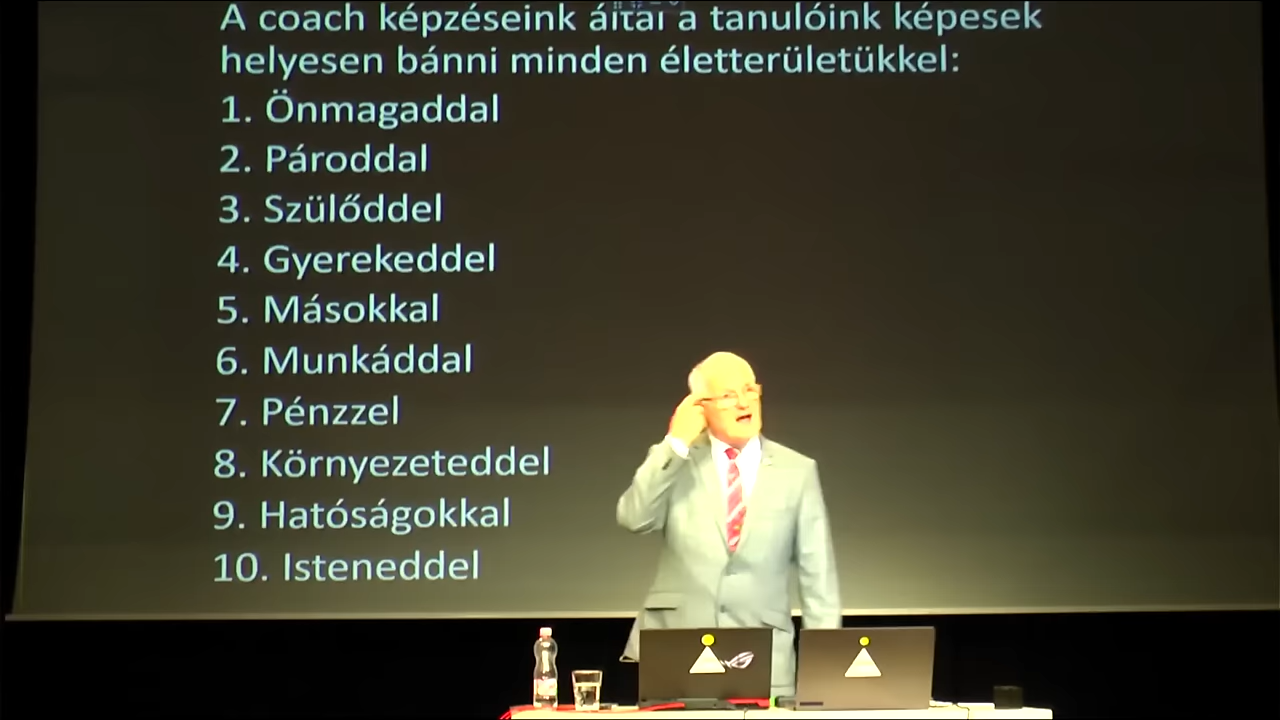 A coach képzéseink által a tanulóink képesek
helyesen bánni minden életterületükkel:
1. Önmagaddal
2. Pároddal
3. Szülőddel
4. Gyerekeddel
5. Másokkal
6. Munkáddal
7. Pénzzel
8. Környezeteddel
9. Hatóságokkal
10. Isteneddel